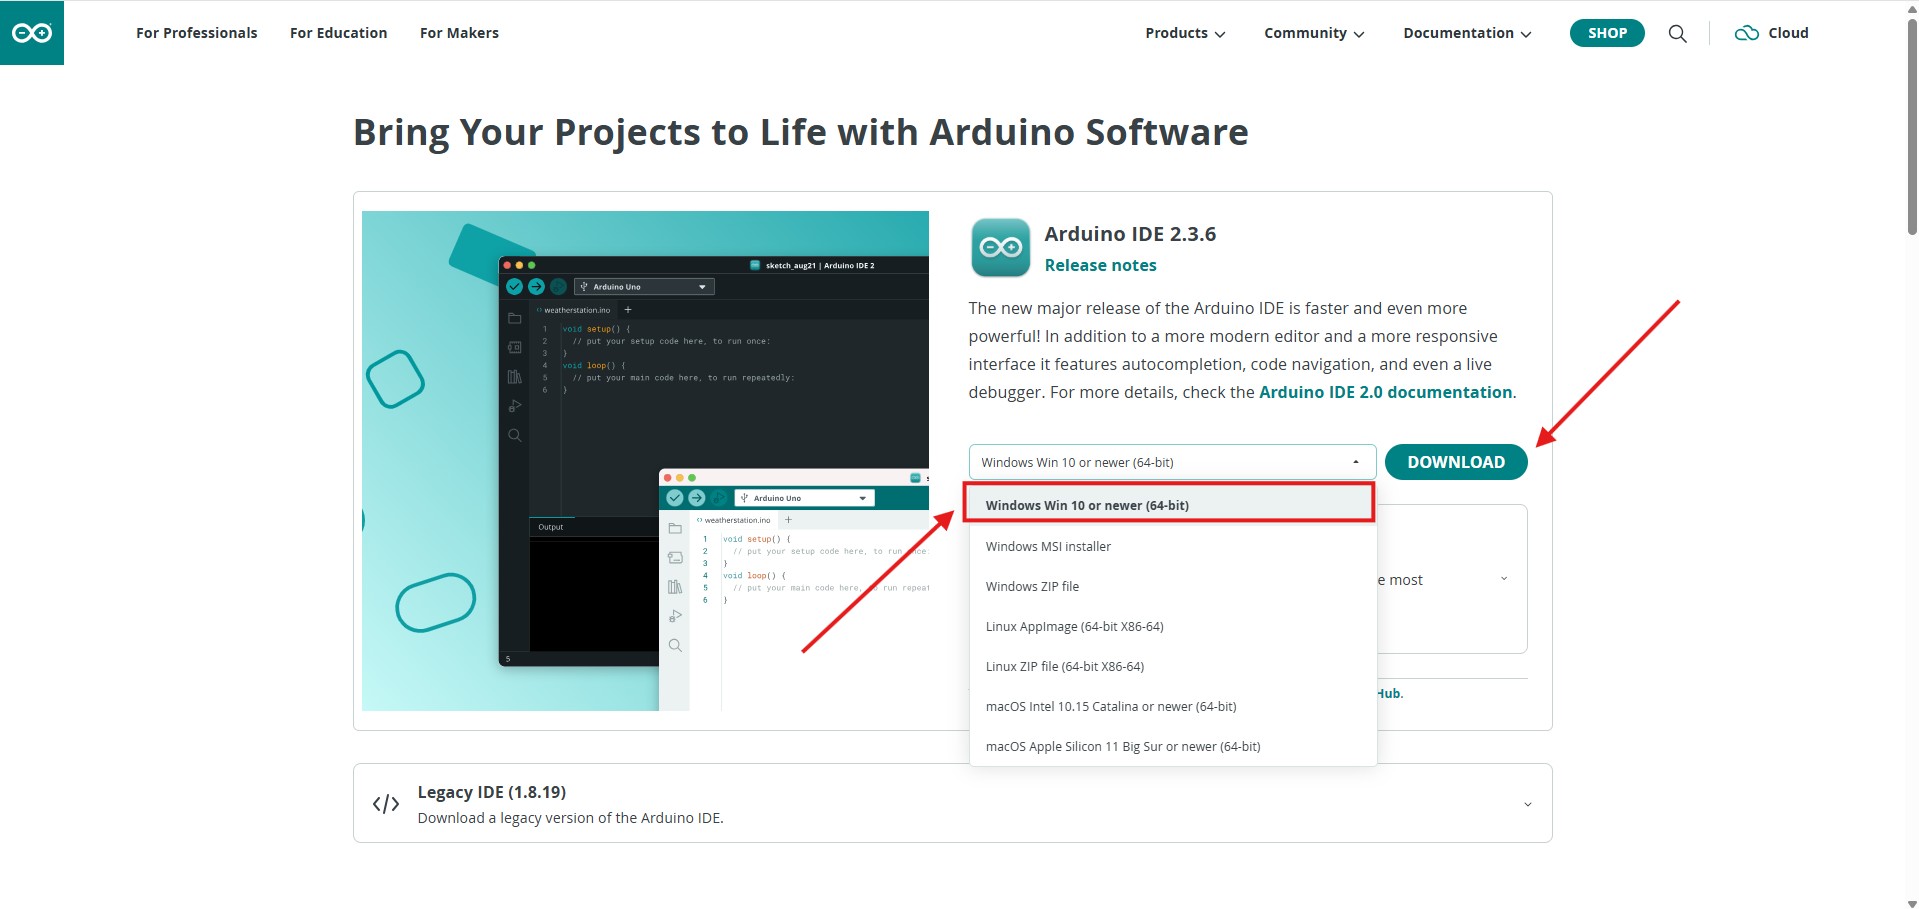 For Professionals For Education For Makers Products Community Documentation SHOP Cloud
Bring Your Projects to Life with Arduino Software
Arduino IDE 2.3.6
Release notes
The new major release of the Arduino IDE is faster and even more
powerful! In addition to a more modern editor and a more responsive
interface it features autocompletion, code navigation, and even a live
debugger. For more details, check the Arduino IDE 2.0 documentation.
Windows Win 10 or newer (64-bit) DOWNLOAD
Windows Win 10 or newer (64-bit)
Windows MSI installer
Windows ZIP file
Linux AppImage (64-bit X86-64)
Linux ZIP file (64-bit X86-64)
macOS Intel 10.15 Catalina or newer (64-bit)
macOS Apple Silicon 11 Big Sur or newer (64-bit)
e most
Hub.
sketch_aug21 | Arduino IDE 2
Arduino Uno
weatherstation.ino
1 void setup() {
2 // put your setup code here, to run once:
3 }
4 void loop() {
5 // put your main code here, to run repeatedly:
6 }
Output
5
Arduino Uno
weatherstation.ino
1 void setup() {
2 // put your setup code here, to run once:
3 }
4 void loop() {
5 // put your main code here, to run repeat
6 }
Legacy IDE (1.8.19)
Download a legacy version of the Arduino IDE.